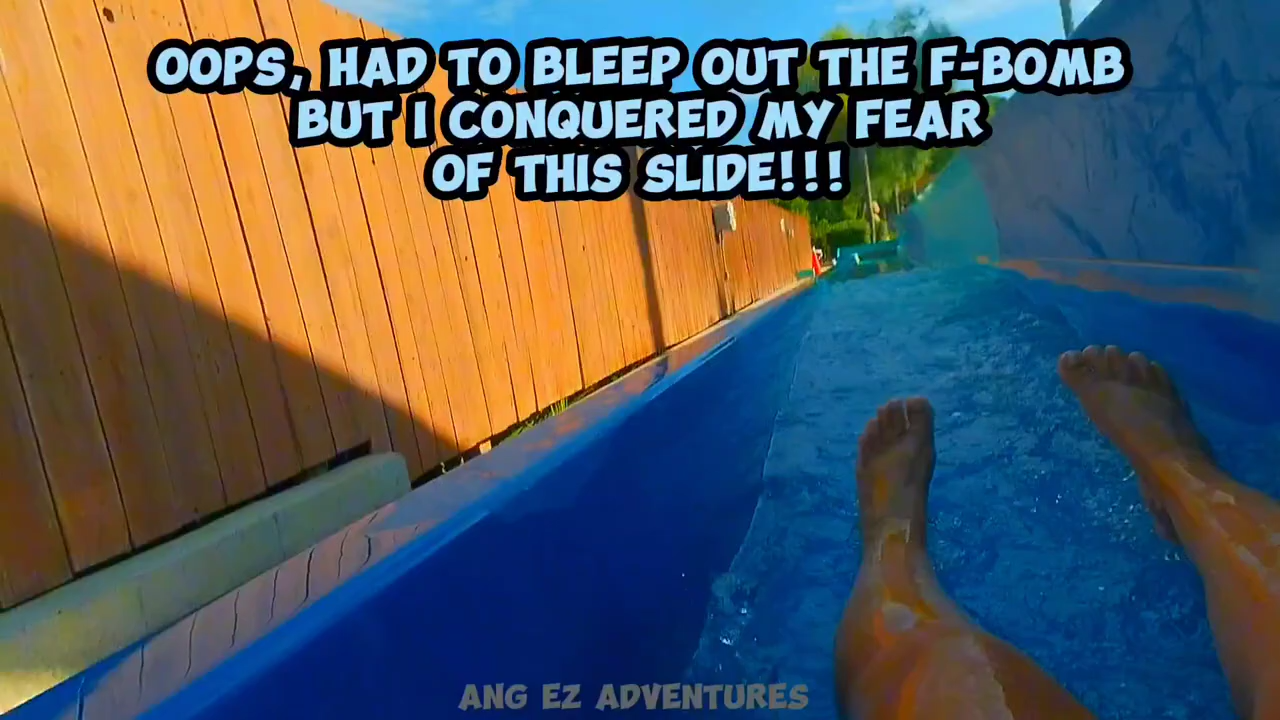 OOPS, HAD TO BLEEP OUT THE F-BOMB
BUT I CONQUERED MY FEAR
OF THIS SLIDE!!!
ANG EZ ADVENTURES